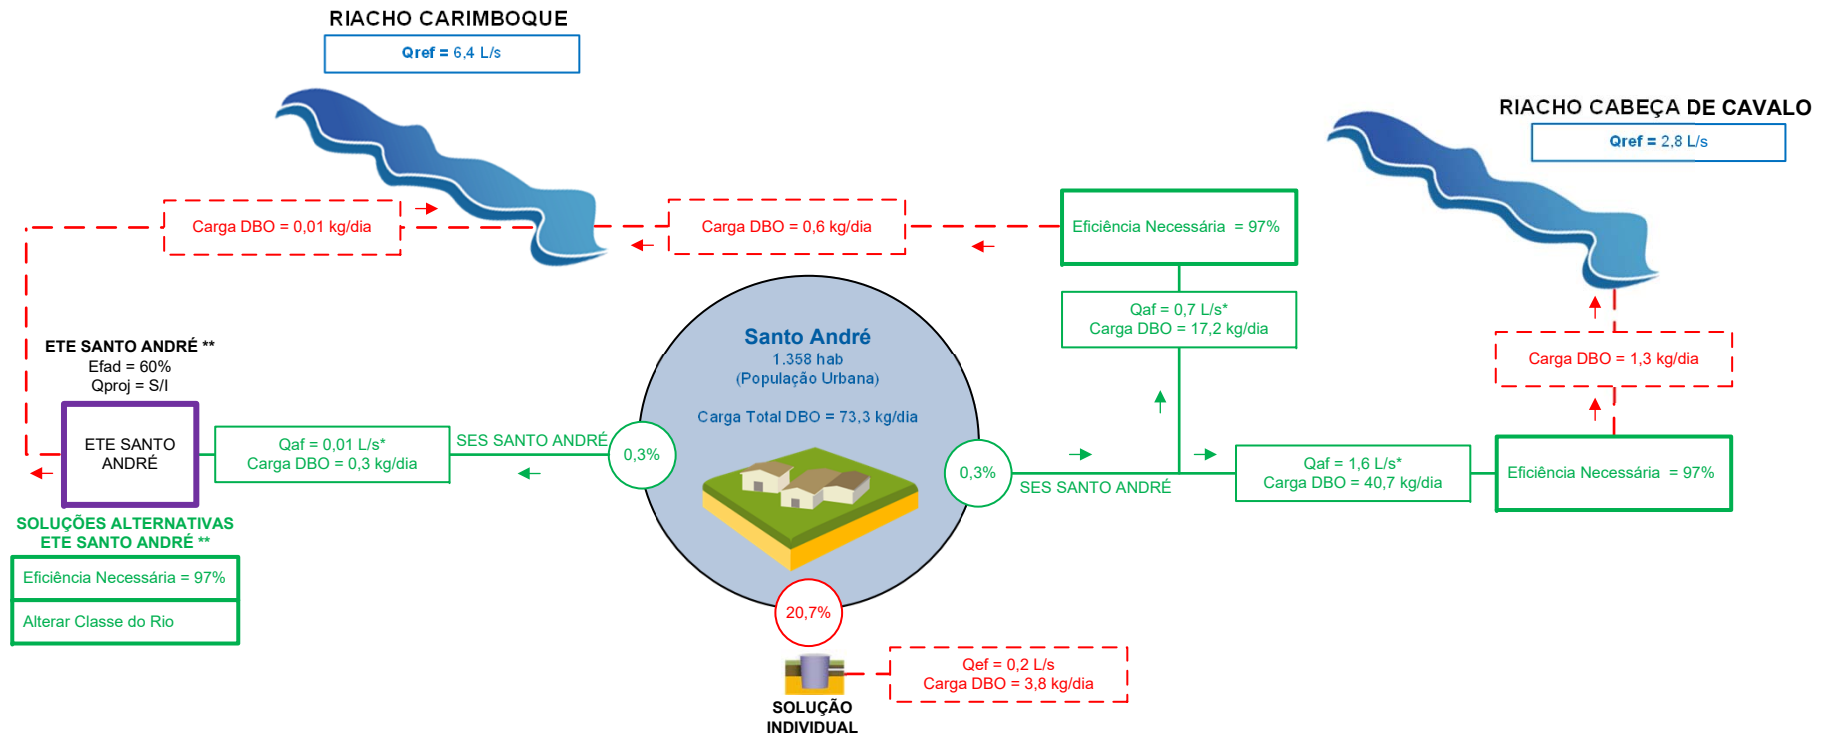 RIACHO CARIMBOQUE
Qref = 6,4 L/s
RIACHO CABEÇA DE CAVALO
Qref = 2,8 L/s
Carga DBO = 0,01 kg/dia
Carga DBO = 0,6 kg/dia
Eficiência Necessária = 97%
Qaf = 0,7 L/s*
Carga DBO = 17,2 kg/dia
Carga DBO = 1,3 kg/dia
ETE SANTO ANDRÉ **
Efad = 60%
Qproj = S/I
ETE SANTO
ANDRÉ
Qaf = 0,01 L/s*
Carga DBO = 0,3 kg/dia
SES SANTO ANDRÉ
0,3%
Santo André
1.358 hab
(População Urbana)
Carga Total DBO = 73,3 kg/dia
0,3%
SES SANTO ANDRÉ
Qaf = 1,6 L/s*
Carga DBO = 40,7 kg/dia
Eficiência Necessária = 97%
SOLUÇÕES ALTERNATIVAS
ETE SANTO ANDRÉ **
Eficiência Necessária = 97%
Alterar Classe do Rio
20,7%
Qef = 0,2 L/s
Carga DBO = 3,8 kg/dia
SOLUÇÃO
INDIVIDUAL